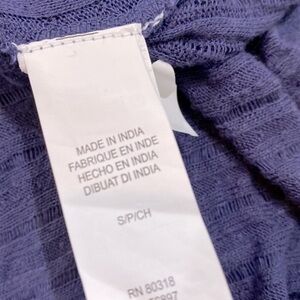 MADE IN INDIA
FABRIQUE EN INDE
HECHO EN INDIA
DIBUAT DI INDIA
S/P/CH
RN 80318